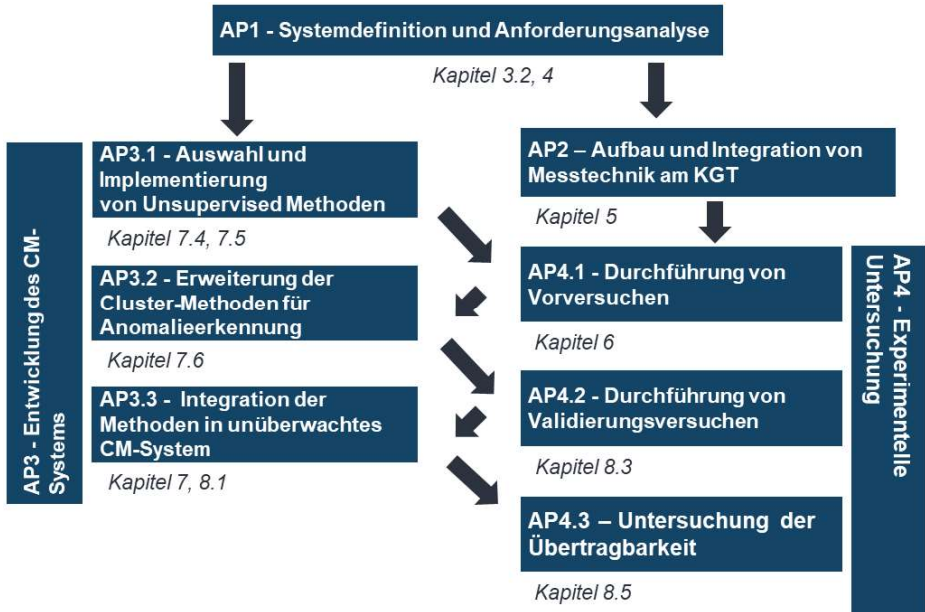 AP1 - Systemdefinition und Anforderungsanalyse
Kapitel 3.2, 4
AP3 - Entwicklung des CM-
Systems
AP3.1 - Auswahl und
Implementierung
von Unsupervised Methoden
Kapitel 7.4, 7.5
AP3.2 - Erweiterung der
Cluster-Methoden für
Anomalieerkennung
Kapitel 7.6
AP3.3 - Integration der
Methoden in unüberwachtes
CM-System
Kapitel 7, 8.1
AP2 – Aufbau und Integration von
Messtechnik am KGT
Kapitel 5
AP4.1 - Durchführung von
Vorversuchen
Kapitel 6
AP4.2 - Durchführung von
Validierungsversuchen
Kapitel 8.3
AP4.3 – Untersuchung der
Übertragbarkeit
Kapitel 8.5
AP4 - Experimentelle
Untersuchung